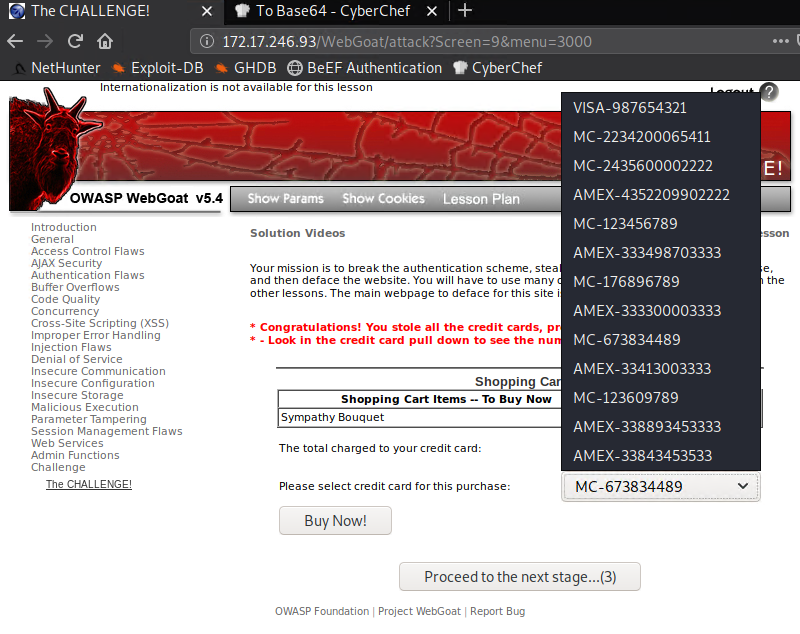 The CHALLENGE!
To Base64 - CyberChef
172.17.246.93/WebGoat/attack?Screen=9&menu=3000
NetHunter Exploit-DB GHDB BeEF Authentication CyberChef
Internationalization is not available for this lesson
Logout ?
E!
OWASP WebGoat v5.4
Show Params Show Cookies Lesson Plan
Introduction
General
Access Control Flaws
AJAX Security
Authentication Flaws
Buffer Overflows
Code Quality
Concurrency
Cross-Site Scripting (XSS)
Improper Error Handling
Injection Flaws
Denial of Service
Insecure Communication
Insecure Configuration
Insecure Storage
Malicious Execution
Parameter Tampering
Session Management Flaws
Web Services
Admin Functions
Challenge
The CHALLENGE!
Solution Videos
esson
Your mission is to break the authentication scheme, steal
se,
and then deface the website. You will have to use many
n the
other lessons. The main webpage to deface for this site
* Congratulations! You stole all the credit cards,
* - Look in the credit card pull down to see the
Shopping
Shopping Cart Items -- To Buy Now
Sympathy Bouquet
The total charged to your credit card:
Please select credit card for this purchase:
VISA-987654321
MC-2234200065411
MC-2435600002222
AMEX-4352209902222
MC-123456789
AMEX-333498703333
MC-176896789
AMEX-333300003333
MC-673834489
AMEX-33413003333
MC-123609789
AMEX-338893453333
AMEX-33843453533
MC-673834489
Buy Now!
Proceed to the next stage...(3)
OWASP Foundation | Project WebGoat | Report Bug